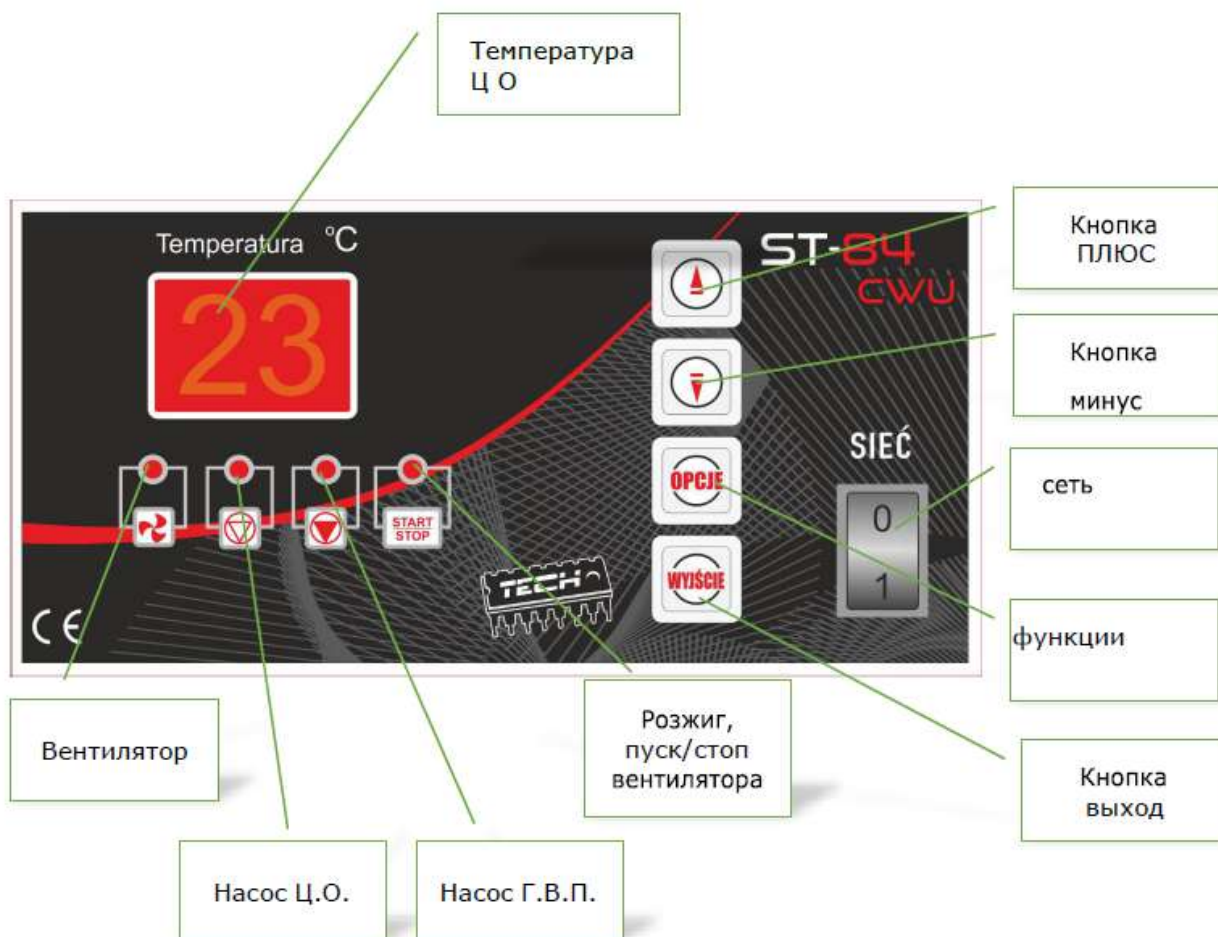 Температура
Ц О
Temperatura °C
23
ST-84
CWU
Кнопка
ПЛЮС
Кнопка
минус
SIEĆ
0
1
сеть
OPCJE
START
STOP
TECH
WYJŚCIE
CE
функции
Вентилятор
Розжиг,
пуск/стоп
вентилятора
Кнопка
выход
Насос Ц.О.
Насос Г.В.П.